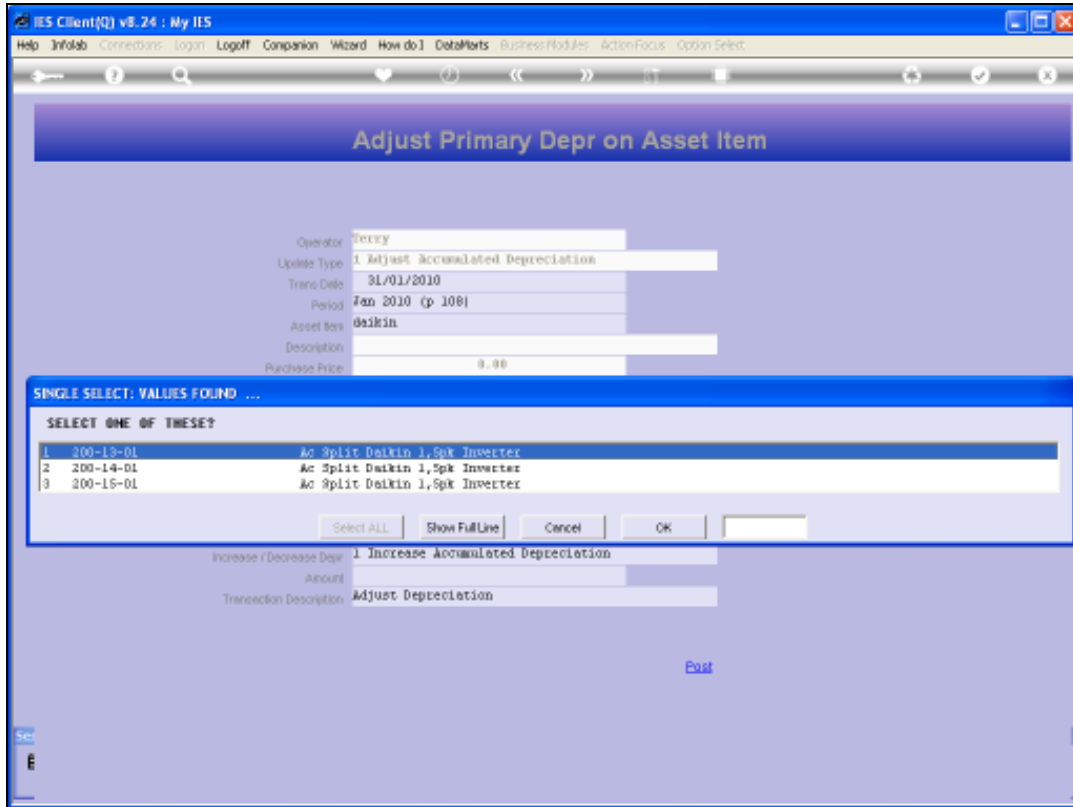 IES Client(Q) v8.24 : My IES
Help Infolab Connections Logon Logoff Companion Wizard How do I DataMarts Business Modules Action Focus Option Select
Adjust Primary Depr on Asset Item
Operator Terry
Update Type 1 Adjust Accumulated Depreciation
Trans Date 31/01/2010
Period Jan 2010 (p 108)
Asset Item daikin
Description
Purchase Price 0.00
SINGLE SELECT: VALUES FOUND ...
SELECT ONE OF THESE?
1 200-13-01 Ac Split Daikin 1,5pk Inverter
2 200-14-01 Ac Split Daikin 1,5pk Inverter
3 200-15-01 Ac Split Daikin 1,5pk Inverter
Select ALL Show Full Line Cancel OK
Increase / Decrease Depr 1 Increase Accumulated Depreciation
Amount
Transaction Description Adjust Depreciation
Post